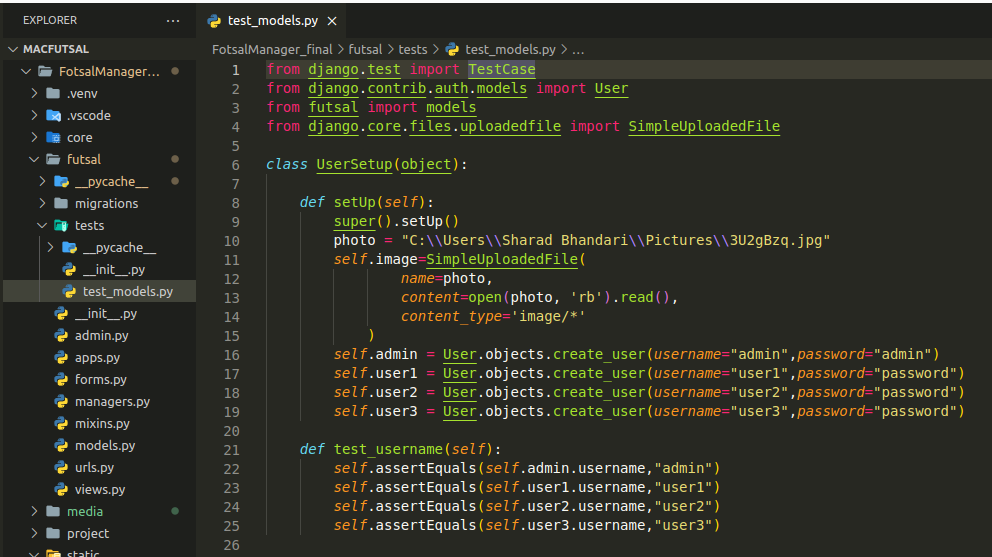 EXPLORER
test_models.py
MACFUTSAL
FotsalManager_final > futsal > tests > test_models.py > ...
FotsalManager...
.venv
.vscode
core
futsal
__pycache__
migrations
tests
__pycache__
__init__.py
test_models.py
__init__.py
admin.py
apps.py
forms.py
managers.py
mixins.py
models.py
urls.py
views.py
media
project
static
1 from django.test import TestCase
2 from django.contrib.auth.models import User
3 from futsal import models
4 from django.core.files.uploadedfile import SimpleUploadedFile
5
6 class UserSetup(object):
7
8     def setUp(self):
9         super().setUp()
10         photo = "C:\\Users\\Sharad Bhandari\\Pictures\\3U2gBzq.jpg"
11         self.image=SimpleUploadedFile(
12                 name=photo,
13                 content=open(photo, 'rb').read(),
14                 content_type='image/*'
15             )
16         self.admin = User.objects.create_user(username="admin",password="admin")
17         self.user1 = User.objects.create_user(username="user1",password="password")
18         self.user2 = User.objects.create_user(username="user2",password="password")
19         self.user3 = User.objects.create_user(username="user3",password="password")
20
21     def test_username(self):
22         self.assertEquals(self.admin.username,"admin")
23         self.assertEquals(self.user1.username,"user1")
24         self.assertEquals(self.user2.username,"user2")
25         self.assertEquals(self.user3.username,"user3")
26